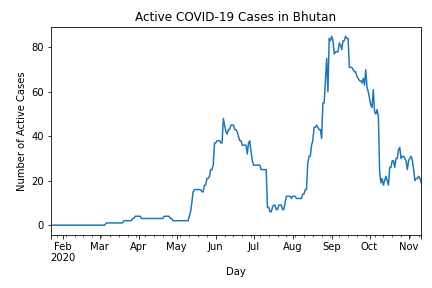 Active COVID-19 Cases in Bhutan
80
60
40
20
0
Number of Active Cases
Feb Mar Apr May Jun Jul Aug Sep Oct Nov
2020
Day